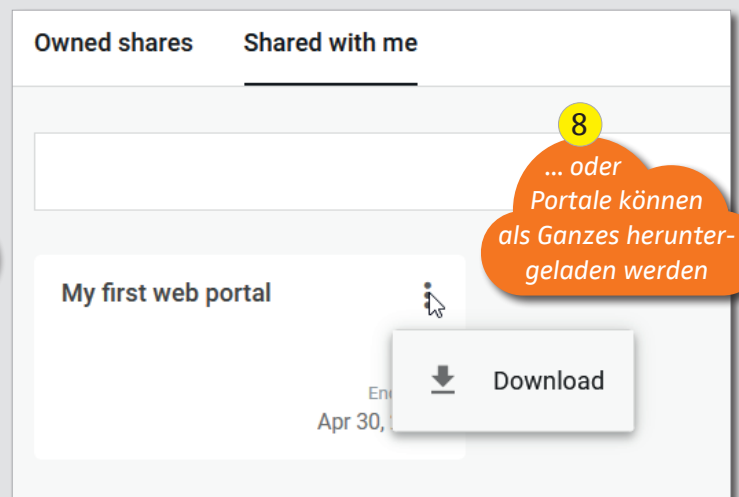 Owned shares Shared with me
8
... oder
Portale können
als Ganzes herunter-
geladen werden
My first web portal
Download
Apr 30,